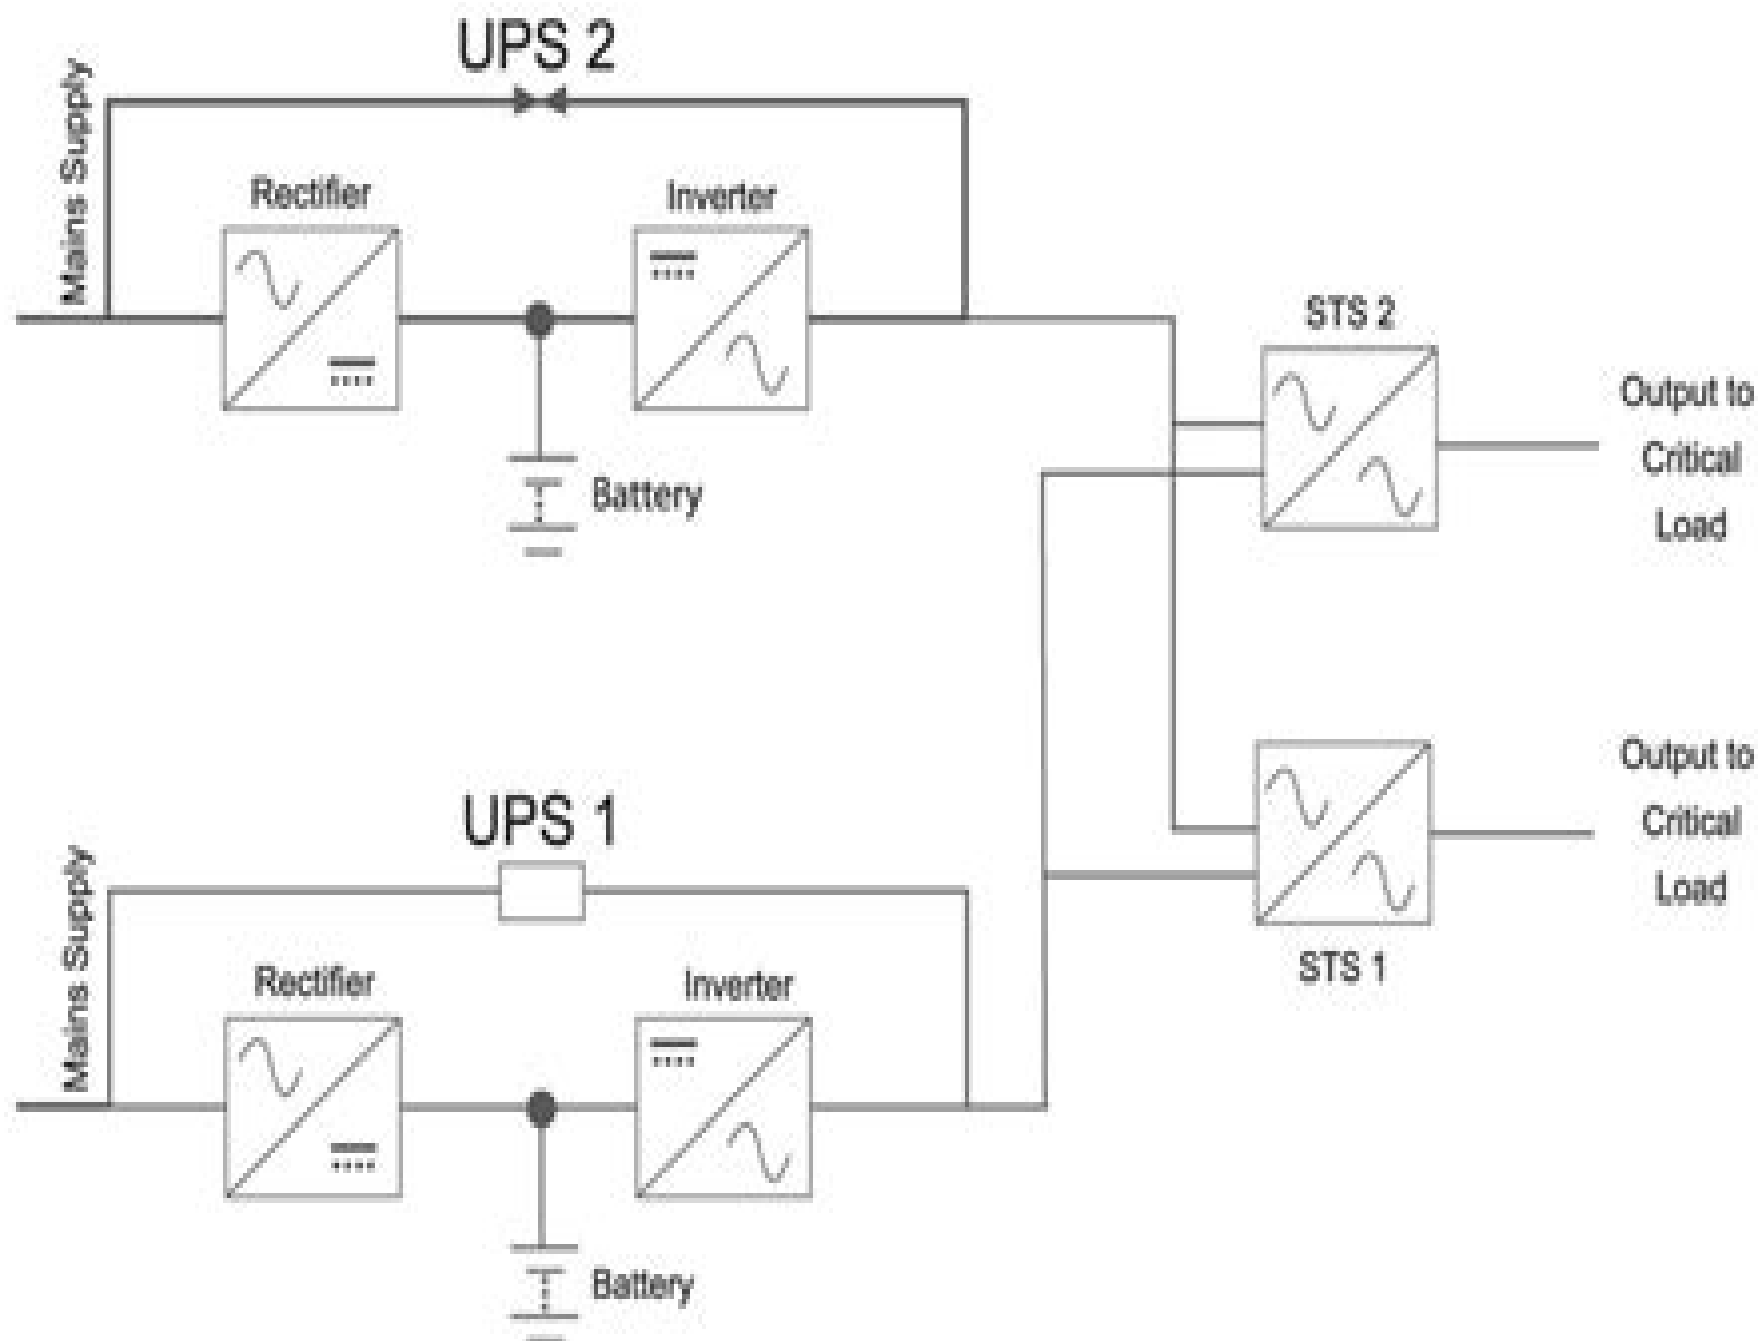 UPS 2
Mains Supply
Rectifier
Inverter
Battery
STS 2
Output to
Critical
Load
UPS 1
Mains Supply
Rectifier
Inverter
Battery
Output to
Critical
Load
STS 1